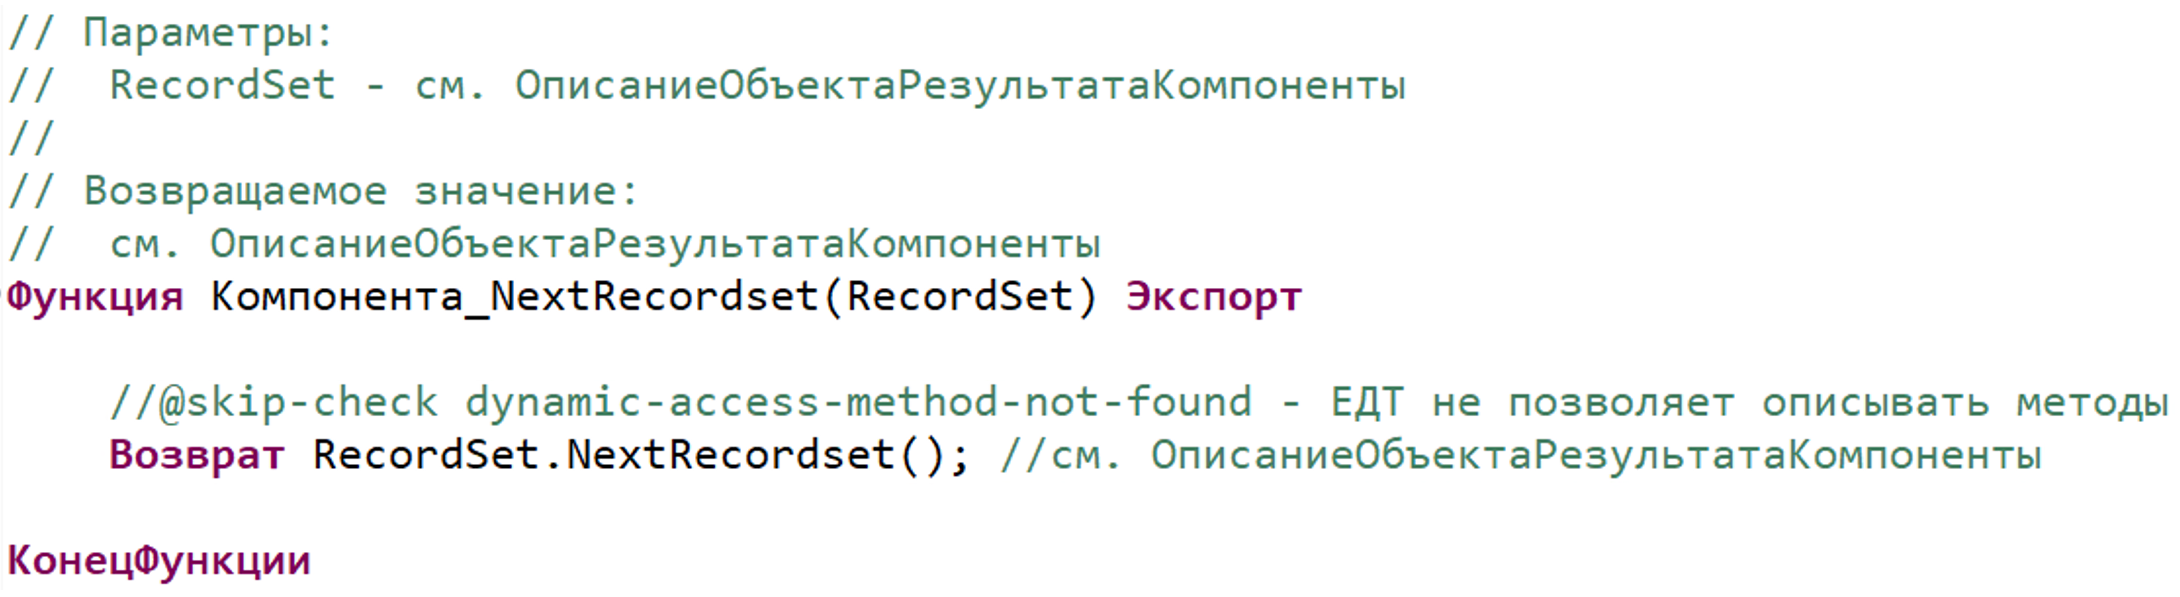 // Параметры:
//  RecordSet - см. ОписаниеОбъектаРезультатаКомпоненты
//
// Возвращаемое значение:
//  см. ОписаниеОбъектаРезультатаКомпоненты
Функция Компонента_NextRecordset(RecordSet) Экспорт
//@skip-check dynamic-access-method-not-found - ЕДТ не позволяет описывать методы
Возврат RecordSet.NextRecordset(); //см. ОписаниеОбъектаРезультатаКомпоненты
КонецФункции